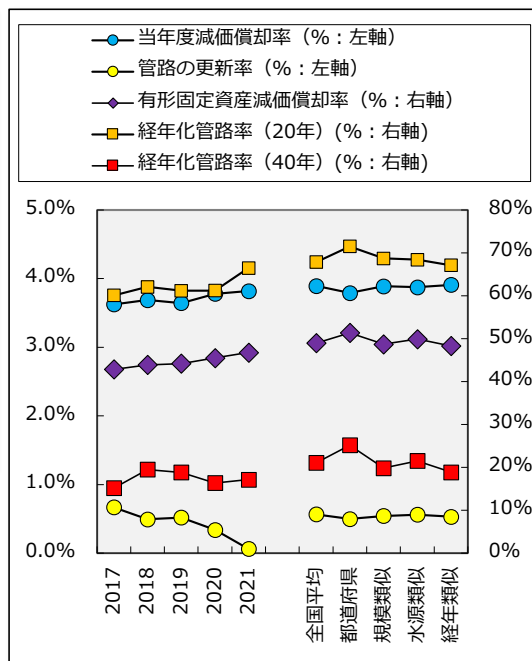 当年度減価償却率（%：左軸）
管路の更新率（%：左軸）
有形固定資産減価償却率（%：右軸）
経年化管路率（20年）(%：右軸)
経年化管路率（40年）(%：右軸)
5.0%
4.0%
3.0%
2.0%
1.0%
0.0%
80%
70%
60%
50%
40%
30%
20%
10%
0%
2017
2018
2019
2020
2021
全国平均
都道府県
規模類似
水源類似
経年類似